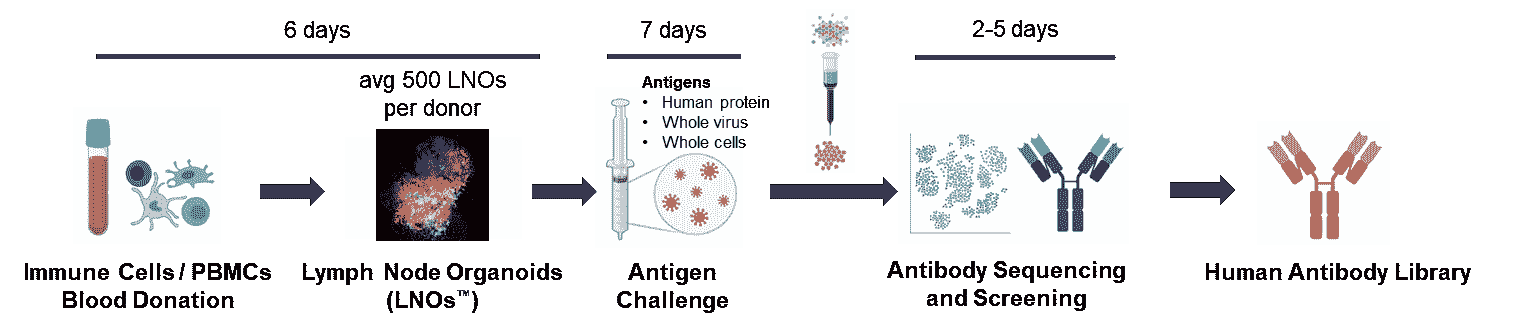 6 days
7 days
2-5 days
avg 500 LNOs
per donor
Antigens
• Human protein
• Whole virus
• Whole cells
Immune Cells / PBMCs
Blood Donation
Lymph Node Organoids
(LNOs™)
Antigen
Challenge
Antibody Sequencing
and Screening
Human Antibody Library